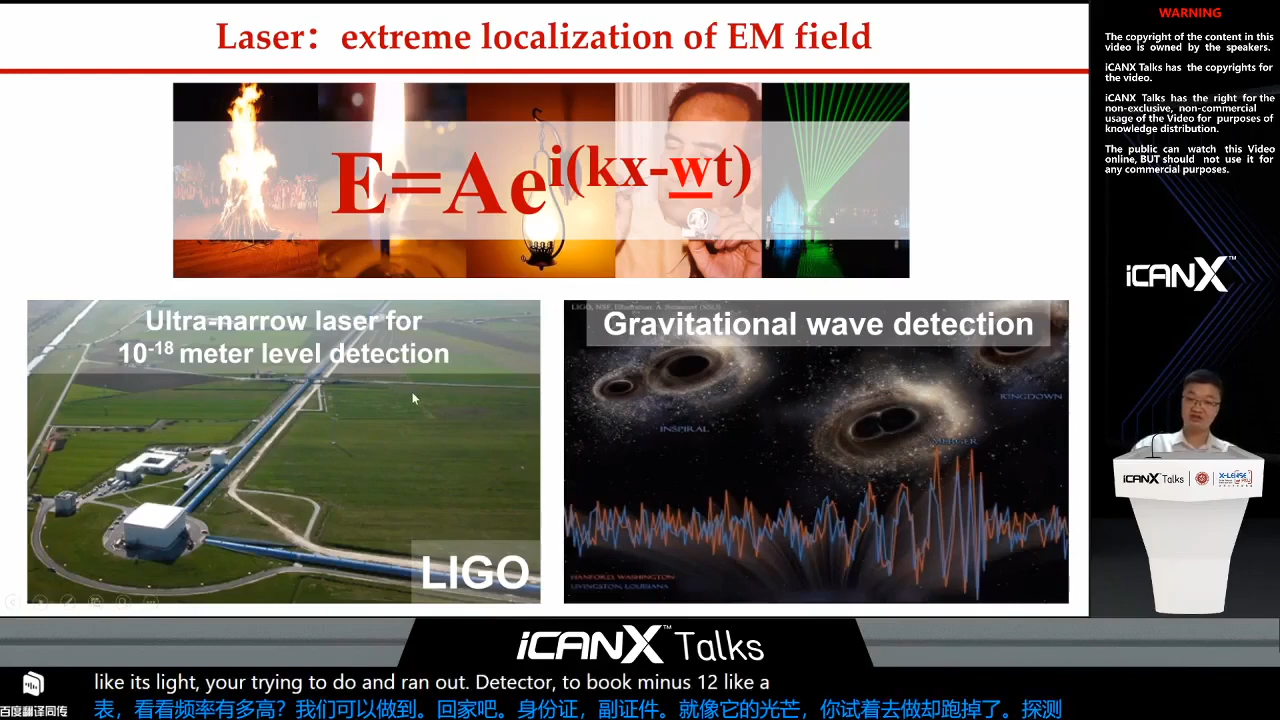 Laser： extreme localization of EM field
E=Ae^i(kx-wt)
Ultra-narrow laser for
10^-18 meter level detection
LIGO
Gravitational wave detection
INSPIRAL
MERGER
RINGDOWN
HANFORD, WASHINGTON
LIVINGSTON, LOUISIANA
WARNING
The copyright of the content in this
video is owned by the speakers.
iCANX Talks has the copyrights for
the video.
iCANX Talks has the right for the
non-exclusive, non-commercial
usage of the Video for purposes of
knowledge distribution.
The public can watch this Video
online, BUT should not use it for
any commercial purposes.
iCANX™
iCANX Talks
X-LENSE
iCANX™ Talks
like its light, your trying to do and ran out. Detector, to book minus 12 like a
表，看看频率有多高？我们可以做到。回家吧。身份证，副证件。就像它的光芒，你试着去做却跑掉了。探测
百度翻译同传